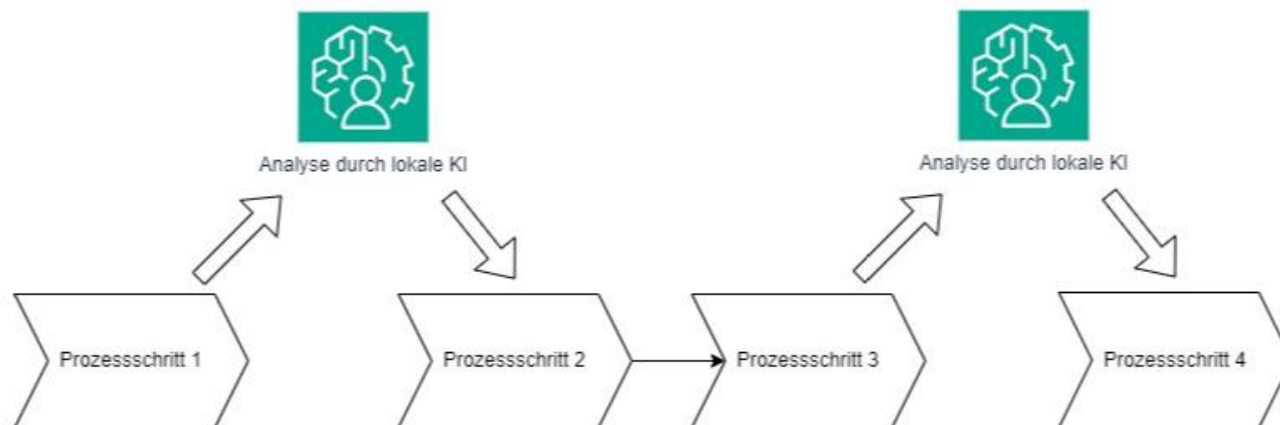 Analyse durch lokale KI
Analyse durch lokale KI
Prozessschritt 1
Prozessschritt 2
Prozessschritt 3
Prozessschritt 4